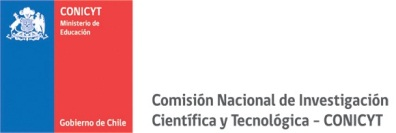 CONICYT
Ministerio de
Educación
Gobierno de Chile
Comisión Nacional de Investigación
Científica y Tecnológica - CONICYT